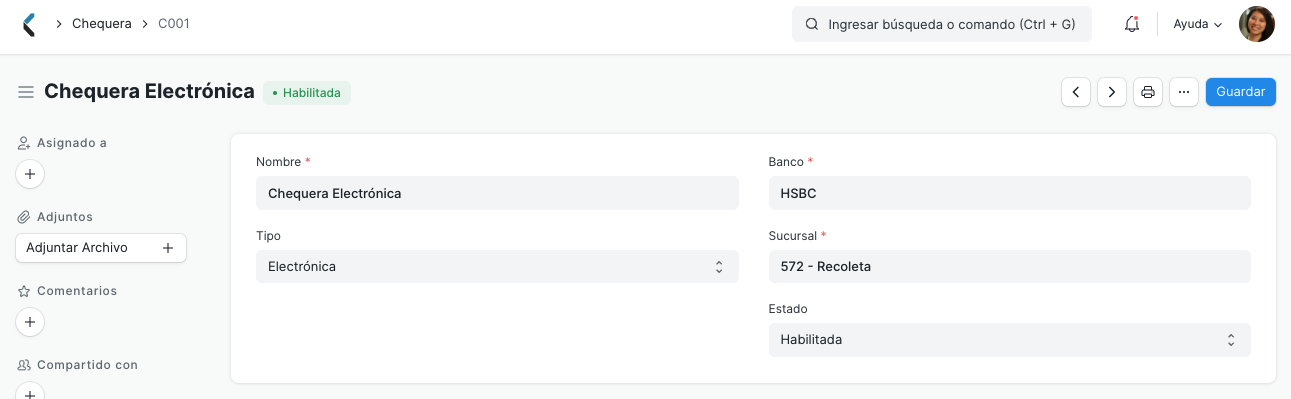 Chequera
C001
Ingresar búsqueda o comando (Ctrl + G)
Ayuda
Chequera Electrónica
Habilitada
Guardar
Asignado a
Adjuntos
Adjuntar Archivo
Comentarios
Compartido con
Nombre *
Chequera Electrónica
Banco *
HSBC
Tipo
Electrónica
Sucursal *
572 - Recoleta
Estado
Habilitada